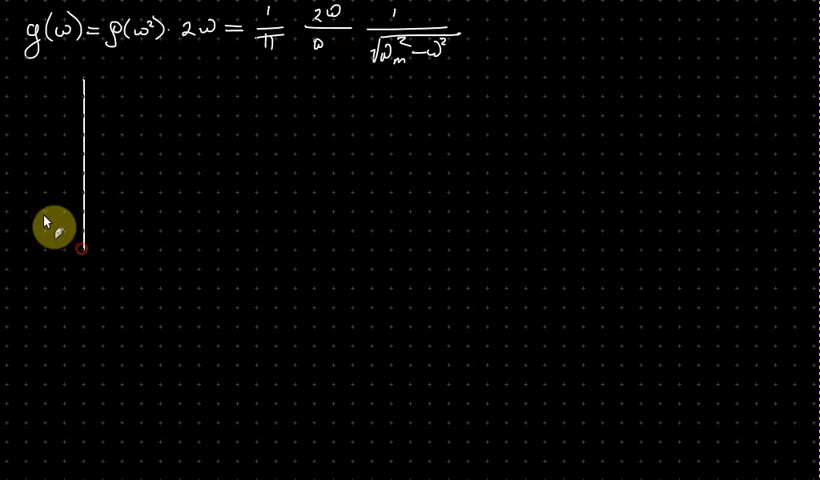 g(ω) = ρ(ω²) · 2ω = 1/π 2ω/ω 1/√(ω_m² − ω²)